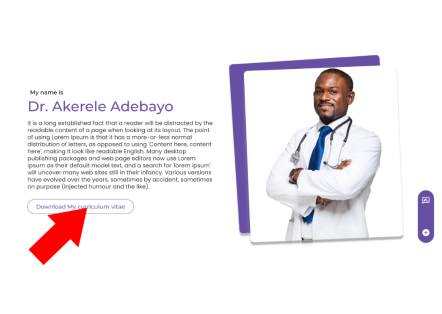 My name is
Dr. Akerele Adebayo
It is a long established fact that a reader will be distracted by the
readable content of a page when looking at its layout. The point
of using Lorem Ipsum is that it has a more-or-less normal
distribution of letters, as opposed to using 'Content here, content
here', making it look like readable English. Many desktop
publishing packages and web page editors now use Lorem
Ipsum as their default model text, and a search for 'lorem ipsum'
will uncover many web sites still in their infancy. Various versions
have evolved over the years, sometimes by accident, sometimes
on purpose (injected humour and the like).
Download My curriculum vitae